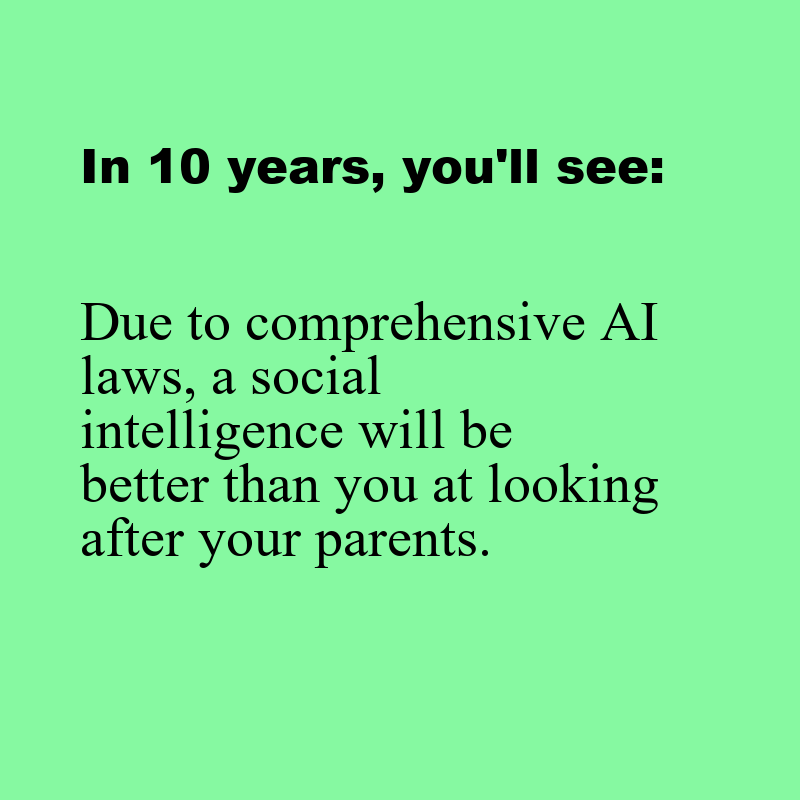 In 10 years, you'll see:
Due to comprehensive AI
laws, a social
intelligence will be
better than you at looking
after your parents.